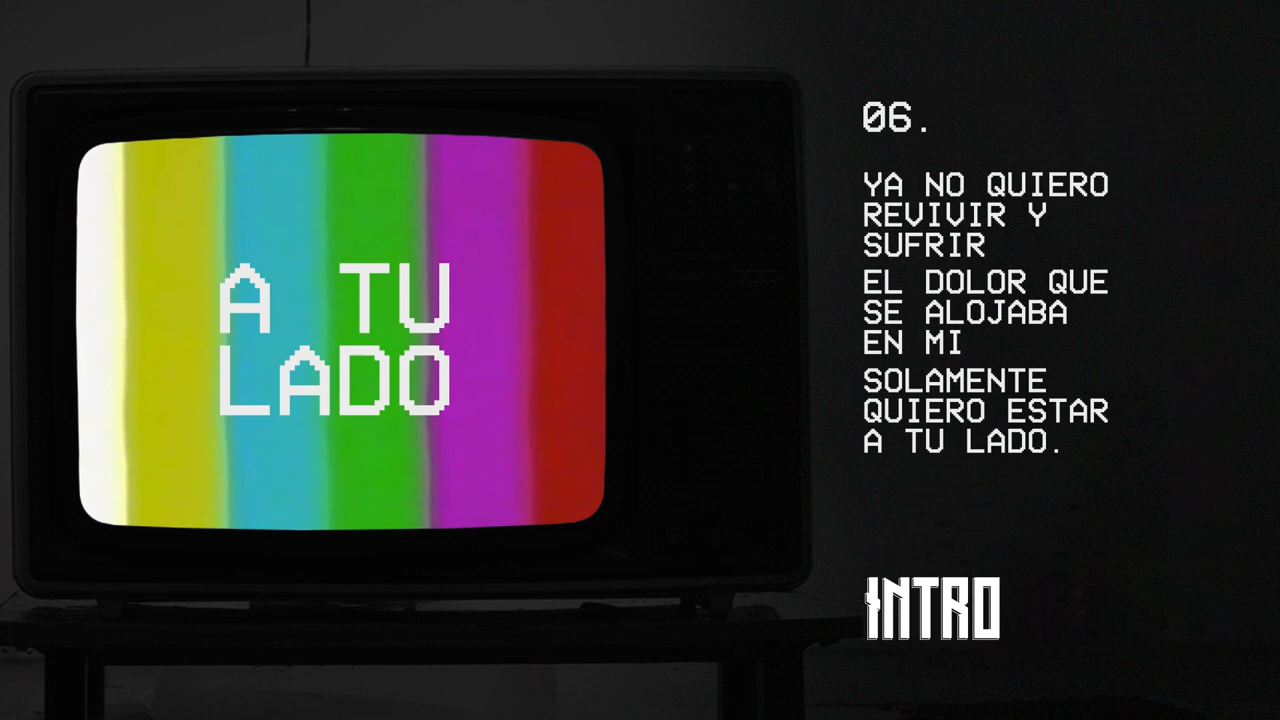 A TU
LADO
06.
YA NO QUIERO
REVIVIR Y
SUFRIR
EL DOLOR QUE
SE ALOJABA
EN MI
SOLAMENTE
QUIERO ESTAR
A TU LADO.
INTRO